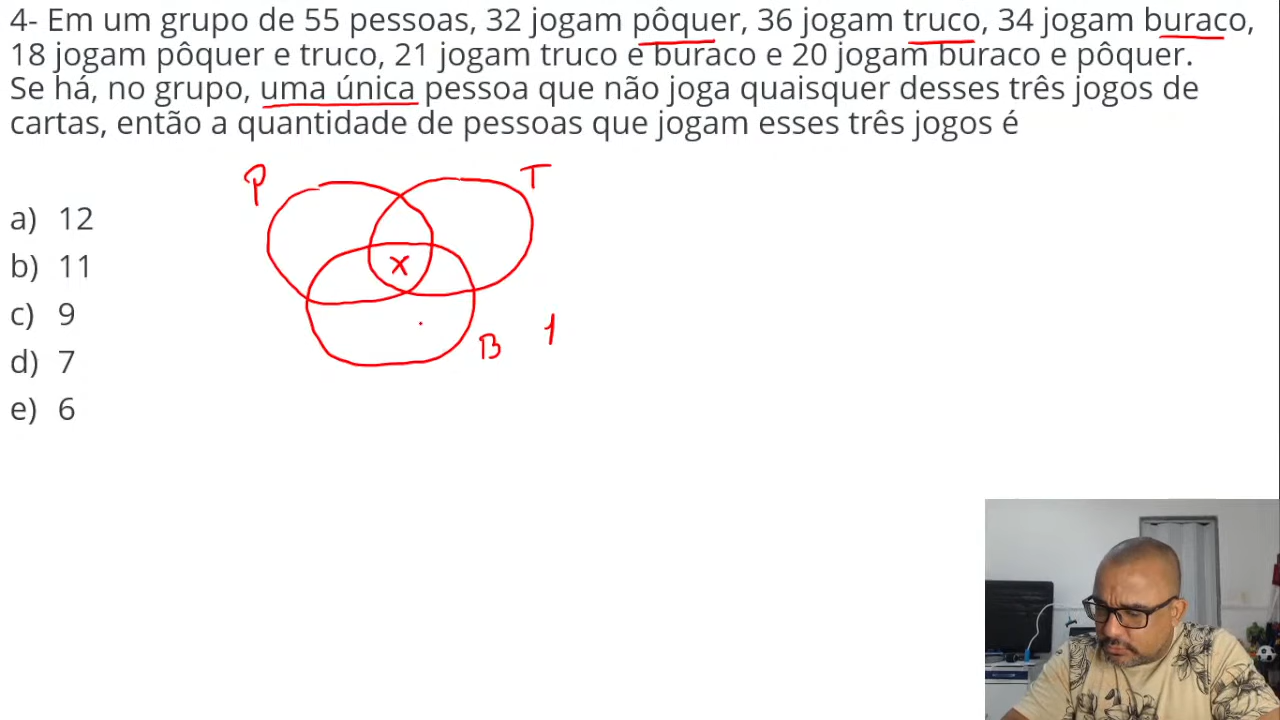 4- Em um grupo de 55 pessoas, 32 jogam pôquer, 36 jogam truco, 34 jogam buraco,
18 jogam pôquer e truco, 21 jogam truco e buraco e 20 jogam buraco e pôquer.
Se há, no grupo, uma única pessoa que não joga quaisquer desses três jogos de
cartas, então a quantidade de pessoas que jogam esses três jogos é
P T
a) 12
b) 11
x
c) 9
B 1
d) 7
e) 6